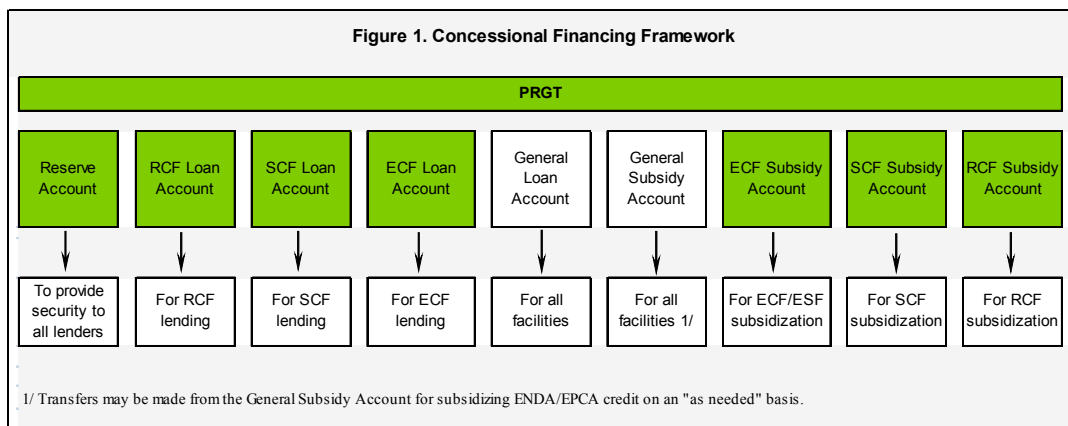 Figure 1. Concessional Financing Framework
PRGT
Reserve
Account
RCF Loan
Account
SCF Loan
Account
ECF Loan
Account
General
Loan
Account
General
Subsidy
Account
ECF Subsidy
Account
SCF Subsidy
Account
RCF Subsidy
Account
To provide
security to
all lenders
For RCF
lending
For SCF
lending
For ECF
lending
For all
facilities
For all
facilities 1/
For ECF/ESF
subsidization
For SCF
subsidization
For RCF
subsidization
1/ Transfers may be made from the General Subsidy Account for subsidizing ENDA/EPCA credit on an "as needed" basis.